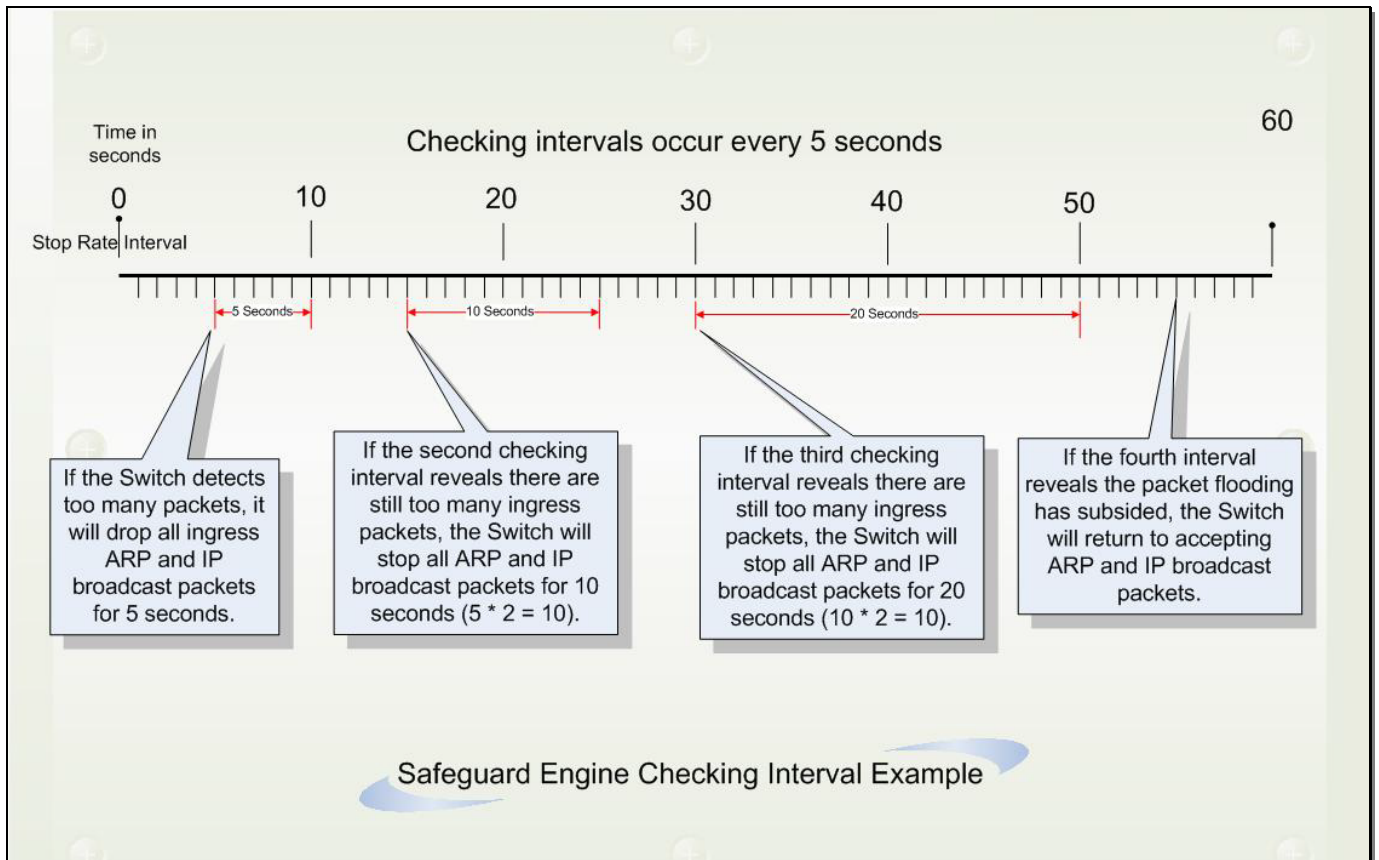 Time in
seconds
Checking intervals occur every 5 seconds
60
0
10
20
30
40
50
Stop Rate Interval
5 Seconds
10 Seconds
20 Seconds
If the Switch detects
too many packets, it
will drop all ingress
ARP and IP
broadcast packets
for 5 seconds.
If the second checking
interval reveals there are
still too many ingress
packets, the Switch will
stop all ARP and IP
broadcast packets for 10
seconds (5 * 2 = 10).
If the third checking
interval reveals there are
still too many ingress
packets, the Switch will
stop all ARP and IP
broadcast packets for 20
seconds (10 * 2 = 10).
If the fourth interval
reveals the packet flooding
has subsided, the Switch
will return to accepting
ARP and IP broadcast
packets.
Safeguard Engine Checking Interval Example